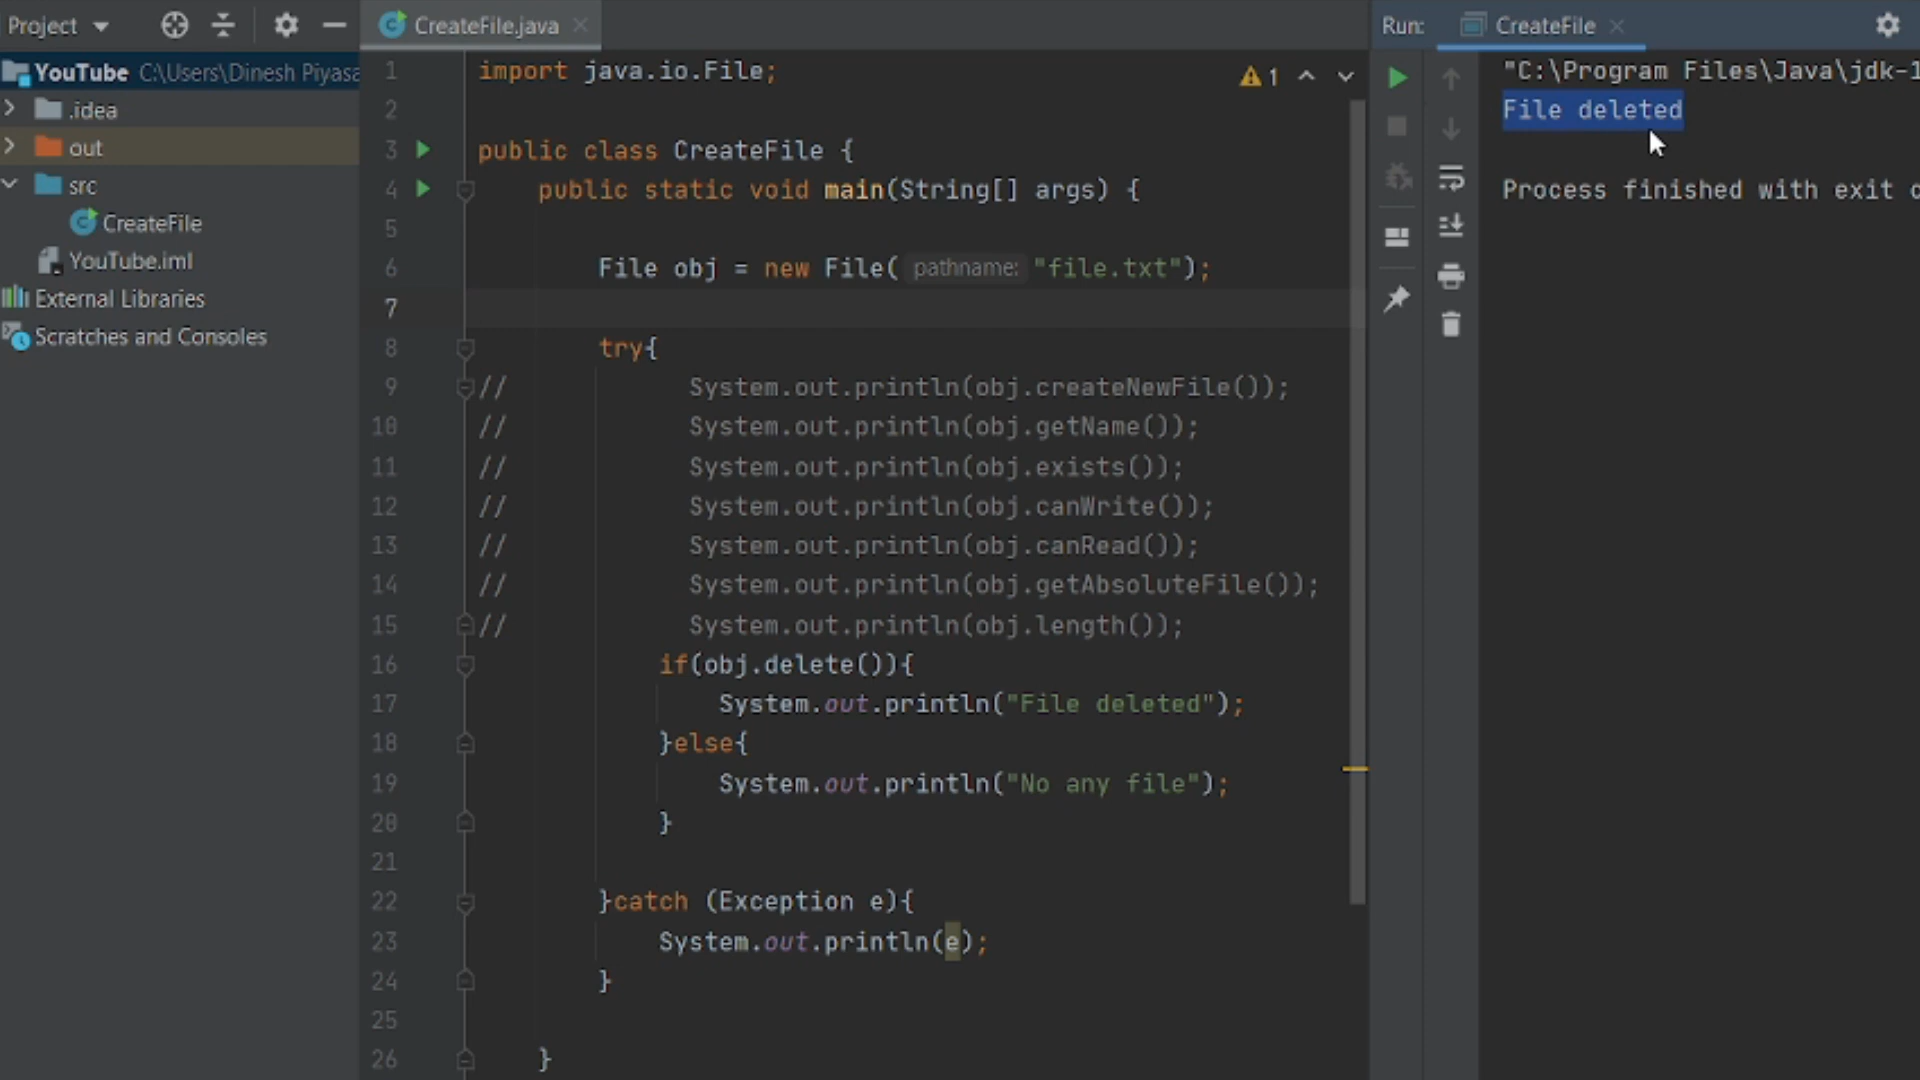 Project
CreateFile.java
Run:
CreateFile
YouTube C:\Users\Dinesh Piyasa
.idea
out
src
CreateFile
YouTube.iml
External Libraries
Scratches and Consoles
1 import java.io.File;
1
2
3 public class CreateFile {
4 public static void main(String[] args) {
5
6 File obj = new File( pathname: "file.txt");
7
8 try{
9 // System.out.println(obj.createNewFile());
10 // System.out.println(obj.getName());
11 // System.out.println(obj.exists());
12 // System.out.println(obj.canWrite());
13 // System.out.println(obj.canRead());
14 // System.out.println(obj.getAbsoluteFile());
15 // System.out.println(obj.length());
16 if(obj.delete()){
17 System.out.println("File deleted");
18 }else{
19 System.out.println("No any file");
20 }
21
22 }catch (Exception e){
23 System.out.println(e);
24 }
25
26 }
"C:\Program Files\Java\jdk-1
File deleted
Process finished with exit